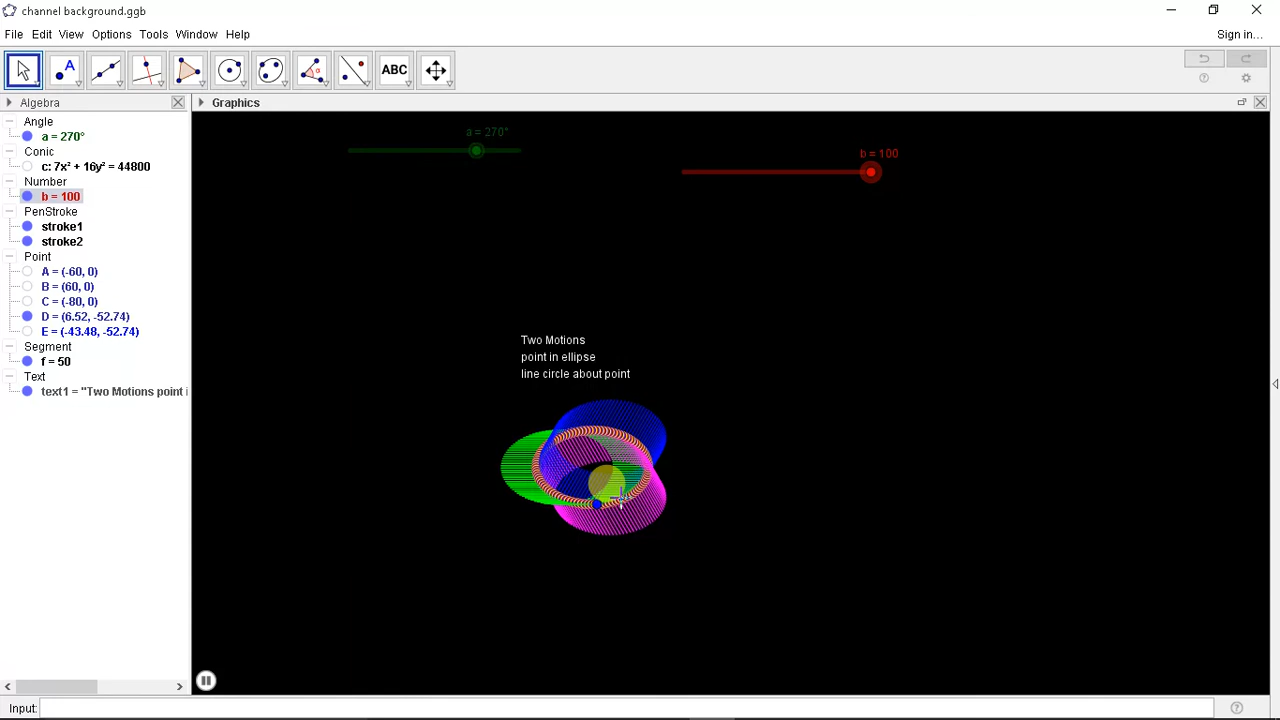 channel background.ggb
File Edit View Options Tools Window Help
Sign in...
A ABC
Algebra
Graphics
Angle
a = 270°
Conic
c: 7x² + 16y² = 44800
Number
b = 100
PenStroke
stroke1
stroke2
Point
A = (-60, 0)
B = (60, 0)
C = (-80, 0)
D = (6.52, -52.74)
E = (-43.48, -52.74)
Segment
f = 50
Text
text1 = "Two Motions point i
a = 270°
b = 100
Two Motions
point in ellipse
line circle about point
Input: